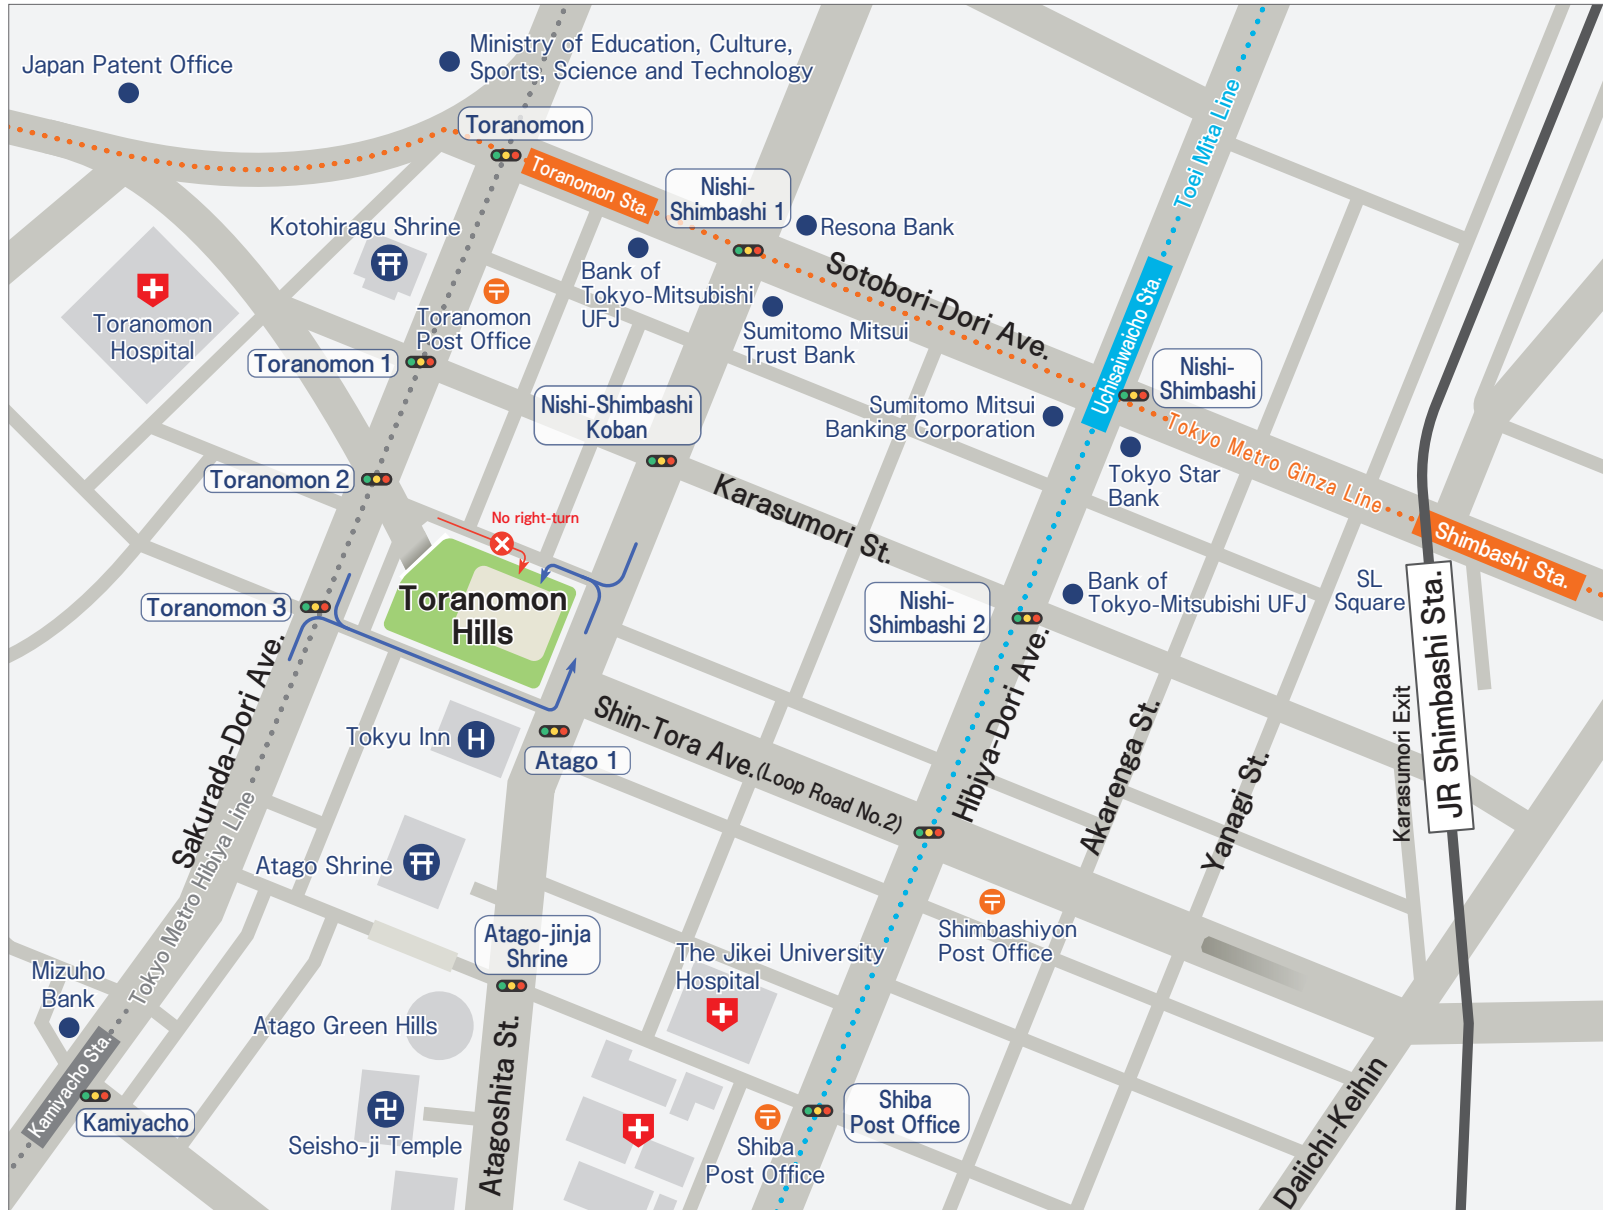 Ministry of Education, Culture,
Sports, Science and Technology
Japan Patent Office
Toranomon
Toranomon Sta.
Nishi-
Shimbashi 1
Resona Bank
Toei Mita Line
Kotohiragu Shrine
Bank of
Tokyo-Mitsubishi
UFJ
Sotobori-Dori Ave.
Uchisaiwaicho Sta.
Toranomon
Hospital
Toranomon
Post Office
Sumitomo Mitsui
Trust Bank
Toranomon 1
Nishi-
Shimbashi
Nishi-Shimbashi
Koban
Sumitomo Mitsui
Banking Corporation
Tokyo Metro Ginza Line
Tokyo Star
Bank
Toranomon 2
Karasumori St.
No right-turn
Shimbashi Sta.
Toranomon
Hills
Toranomon 3
Nishi-
Shimbashi 2
Bank of
Tokyo-Mitsubishi UFJ
SL
Square
JR Shimbashi Sta.
Sakurada-Dori Ave.
Shin-Tora Ave.(Loop Road No.2)
Hibiya-Dori Ave.
Akarenga St.
Yanagi St.
Karasumori Exit
Tokyu Inn
H
Atago 1
Tokyo Metro Hibiya Line
Atago Shrine
Atago-jinja
Shrine
The Jikei University
Hospital
Shimbashiyon
Post Office
Mizuho
Bank
Atago Green Hills
Kamiyacho Sta.
Kamiyacho
Atagoshita St.
Seisho-ji Temple
Shiba
Post Office
Shiba
Post Office
Daiichi-Keihin